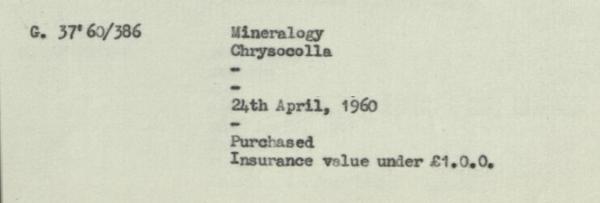 G. 37'60/386 Mineralogy
Chrysocolla
-
-
24th April, 1960
-
Purchased
Insurance value under £1.0.0.